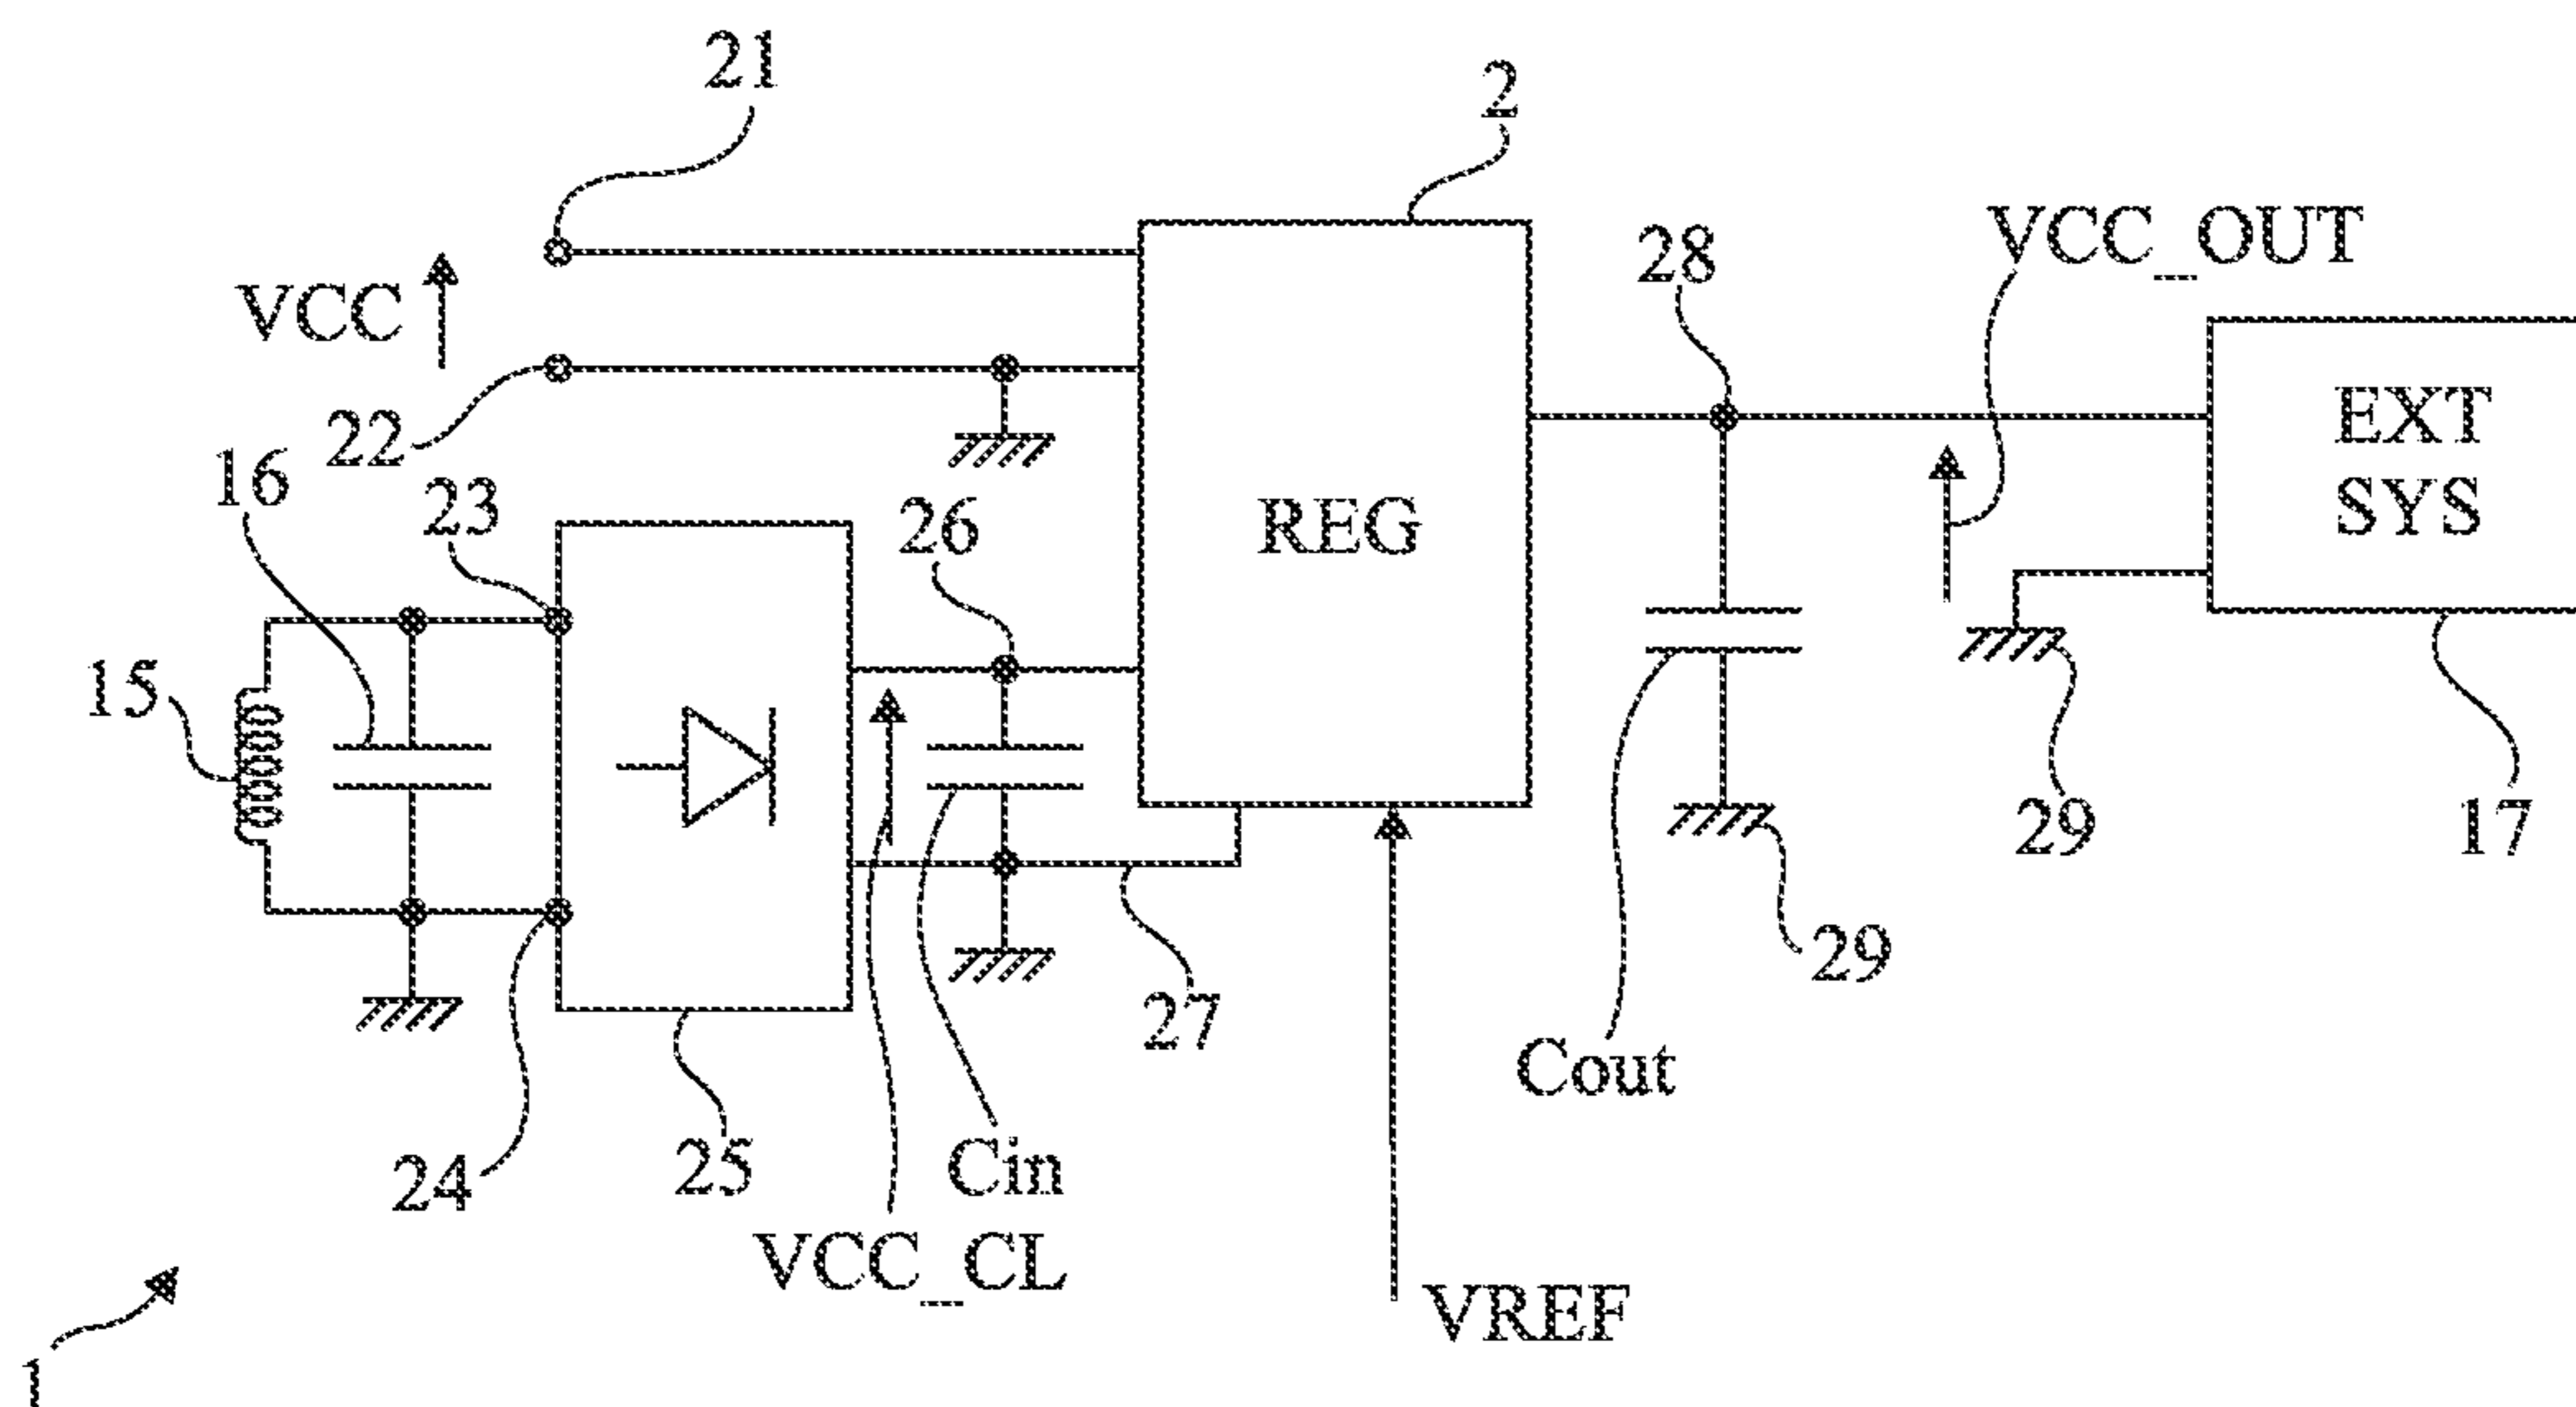 21
2
VCC_OUT
28
VCC
EXT
SYS
22
16
23
26
REG
15
29
17
29
27
Cout
25
Cin
24
VCC_CL
VREF
1